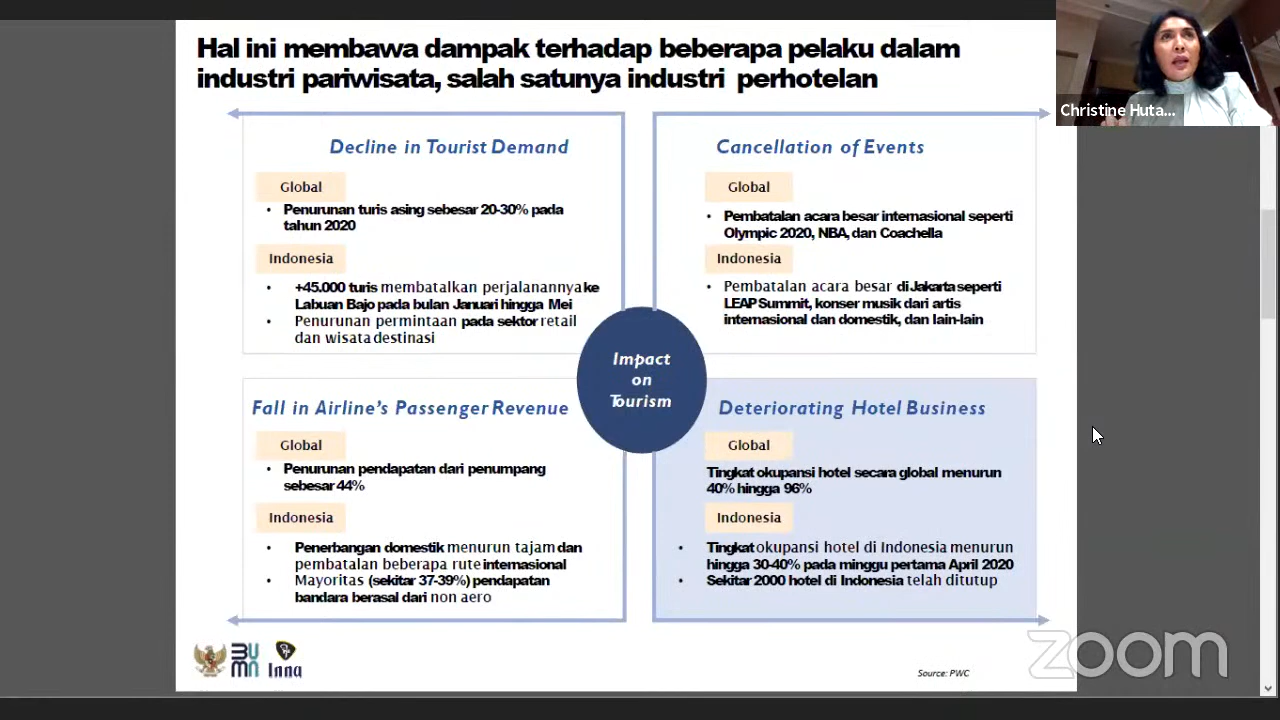 Hal ini membawa dampak terhadap beberapa pelaku dalam
industri pariwisata, salah satunya industri perhotelan
Christine Huta...
Decline in Tourist Demand
Global
• Penurunan turis asing sebesar 20-30% pada
tahun 2020
Indonesia
• +45.000 turis membatalkan perjalanannya ke
Labuan Bajo pada bulan Januari hingga Mei
• Penurunan permintaan pada sektor retail
dan wisata destinasi
Cancellation of Events
Global
• Pembatalan acara besar internasional seperti
Olympic 2020, NBA, dan Coachella
Indonesia
• Pembatalan acara besar di Jakarta seperti
LEAP Summit, konser musik dari artis
internasional dan domestik, dan lain-lain
Impact
on
Tourism
Fall in Airline's Passenger Revenue
Global
• Penurunan pendapatan dari penumpang
sebesar 44%
Indonesia
• Penerbangan domestik menurun tajam dan
pembatalan beberapa rute internasional
• Mayoritas (sekitar 37-39%) pendapatan
bandara berasal dari non aero
Deteriorating Hotel Business
Global
Tingkat okupansi hotel secara global menurun
40% hingga 96%
Indonesia
• Tingkat okupansi hotel di Indonesia menurun
hingga 30-40% pada minggu pertama April 2020
• Sekitar 2000 hotel di Indonesia telah ditutup
BUMN
Inna
Source: PWC
zoom